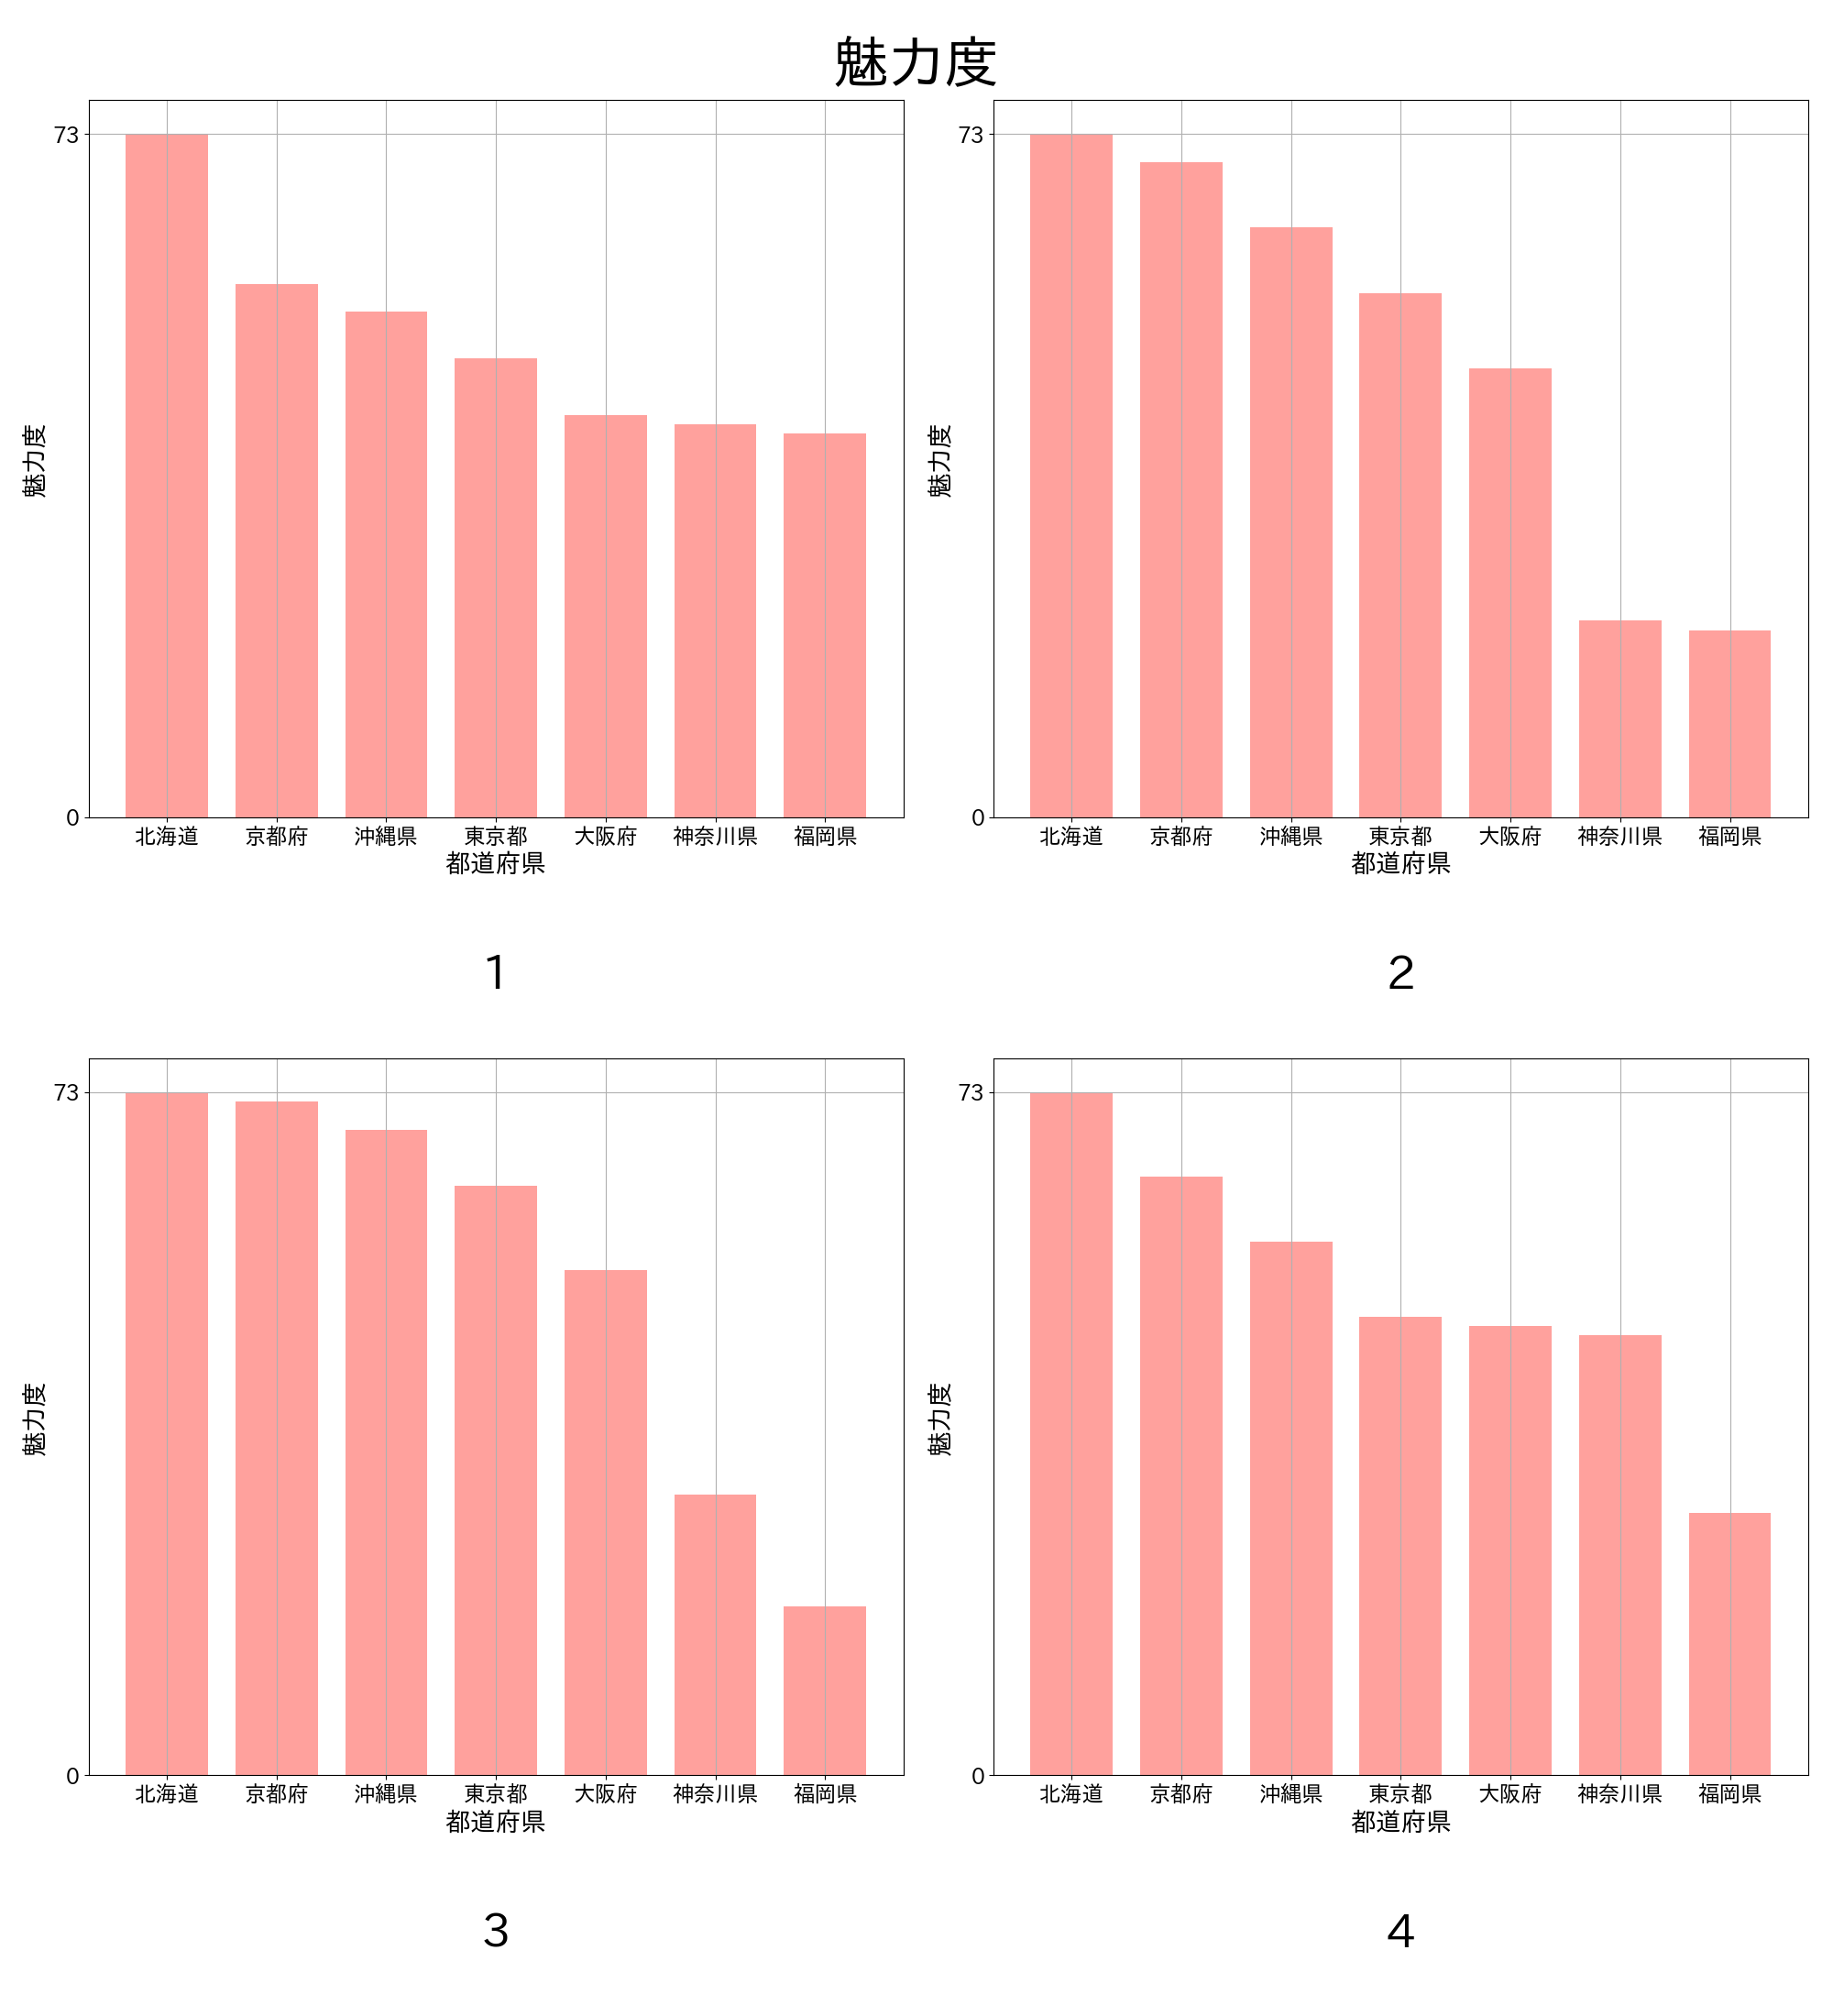 魅力度
73
0
魅力度
北海道 京都府 沖縄県 東京都 大阪府 神奈川県 福岡県
都道府県
1
73
0
魅力度
北海道 京都府 沖縄県 東京都 大阪府 神奈川県 福岡県
都道府県
2
73
0
魅力度
北海道 京都府 沖縄県 東京都 大阪府 神奈川県 福岡県
都道府県
3
73
0
魅力度
北海道 京都府 沖縄県 東京都 大阪府 神奈川県 福岡県
都道府県
4